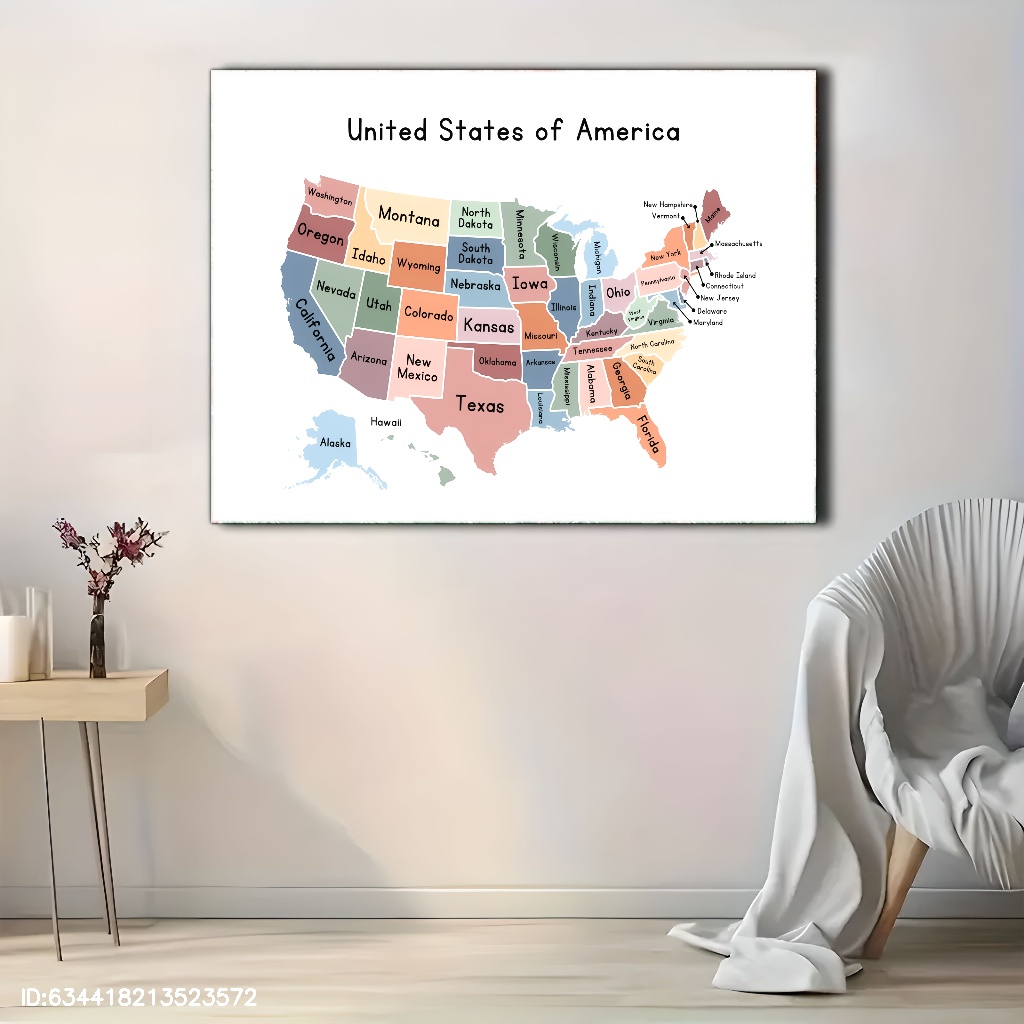 United States of America
Washington
Montana
North
Dakota
Minnesota
Wisconsin
Michigan
New Hampshire
Vermont
Maine
Oregon
Idaho
Wyoming
South
Dakota
New York
Massachusetts
Nebraska
Iowa
Pennsylvania
Rhode Island
Connecticut
New Jersey
Delaware
Maryland
Nevada
Utah
Colorado
Illinois
Indiana
Ohio
West
Virginia
Virginia
California
Kansas
Missouri
Kentucky
Arizona
New
Mexico
Oklahoma
Arkansas
Tennessee
North Carolina
South
Carolina
Texas
Louisiana
Mississippi
Alabama
Georgia
Florida
Hawaii
Alaska
ID:634418213523572